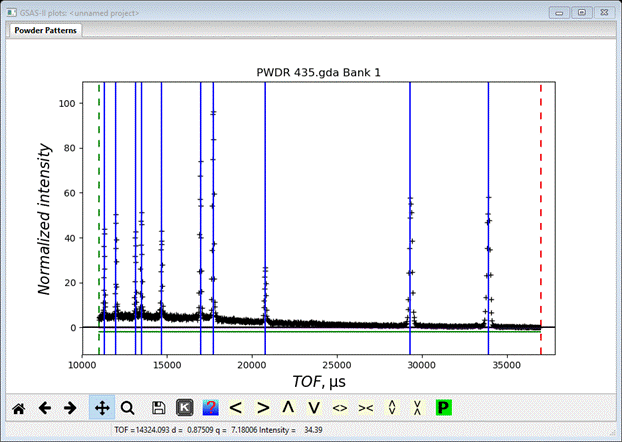 GSAS-II plots: <unnamed project>
Powder Patterns
PWDR 435.gda Bank 1
Normalized intensity
100
80
60
40
20
0
10000 15000 20000 25000 30000 35000
TOF, μs
K ? < > Λ V <> >< P
TOF =14324.093 d = 0.87509 q = 7.18006 Intensity = 34.39